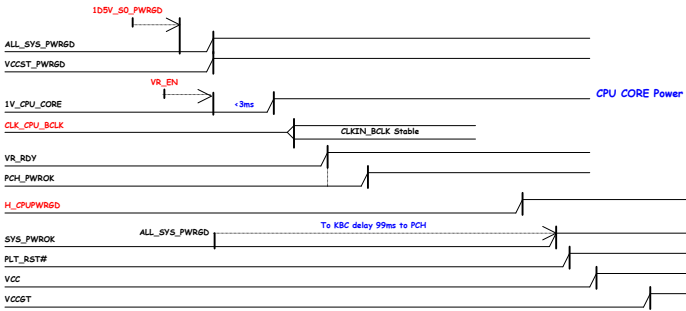 1D5V_S0_PWRGD
ALL_SYS_PWRGD
VCCST_PWRGD
VR_EN
1V_CPU_CORE
<3ms
CPU CORE Power
CLK_CPU_BCLK
CLKIN_BCLK Stable
VR_RDY
PCH_PWROK
H_CPUPWRGD
SYS_PWROK
ALL_SYS_PWRGD
To KBC delay 99ms to PCH
PLT_RST#
VCC
VCCGT